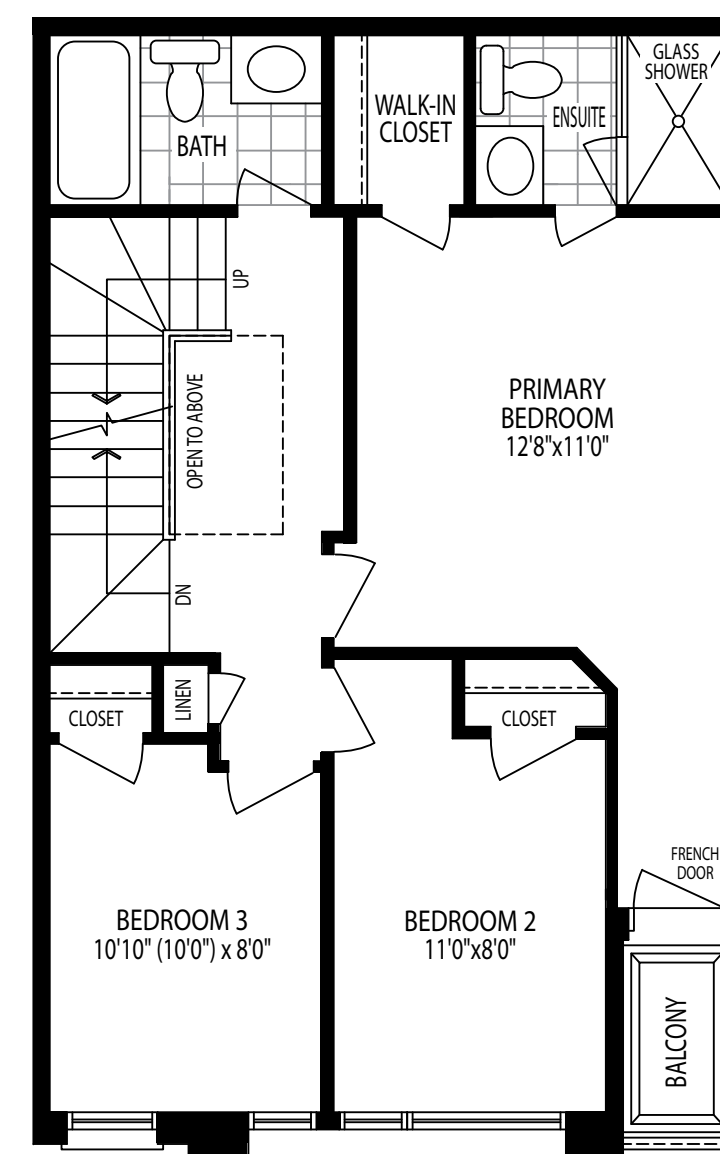 GLASS
SHOWER
WALK-IN
CLOSET
ENSUITE
BATH
UP
OPEN TO ABOVE
PRIMARY
BEDROOM
12'8"x11'0"
DN
LINEN
CLOSET
CLOSET
FRENCH
DOOR
BEDROOM 3
10'10" (10'0") x 8'0"
BEDROOM 2
11'0"x8'0"
BALCONY